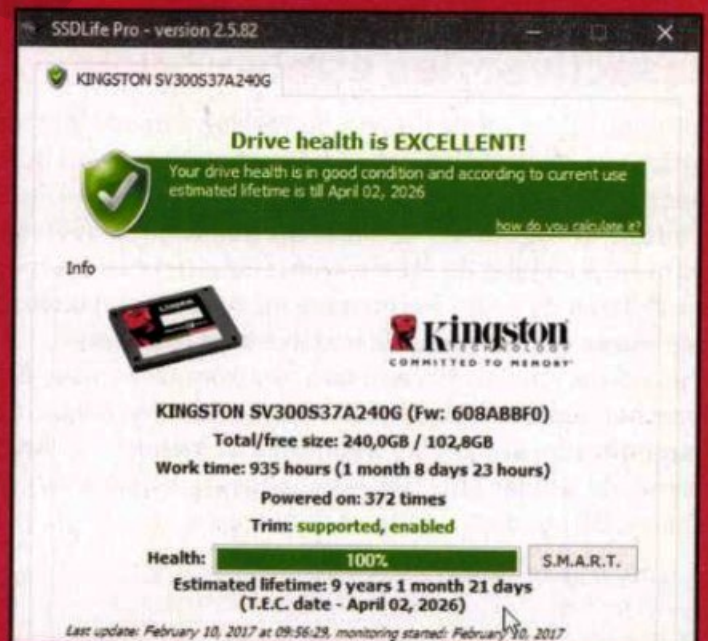 SSDLife Pro - version 2.5.82
KINGSTON SV300S37A240G
Drive health is EXCELLENT!
Your drive health is in good condition and according to current use
estimated lifetime is till April 02, 2026
how do you calculate it?
Info
Kingston
TECHNOLOGY
COMMITTED TO MEMORY
KINGSTON SV300S37A240G (Fw: 608ABBF0)
Total/free size: 240,0GB / 102,8GB
Work time: 935 hours (1 month 8 days 23 hours)
Powered on: 372 times
Trim: supported, enabled
Health: 100% S.M.A.R.T.
Estimated lifetime: 9 years 1 month 21 days
(T.E.C. date - April 02, 2026)
Last update: February 10, 2017 at 09:56:29, monitoring started: February 10, 2017